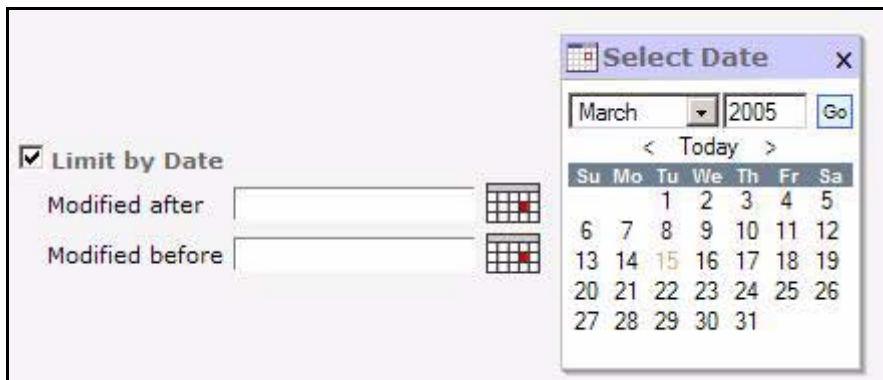 Limit by Date
Modified after
Modified before
Select Date x
March 2005 Go
< Today >
Su Mo Tu We Th Fr Sa
1 2 3 4 5
6 7 8 9 10 11 12
13 14 15 16 17 18 19
20 21 22 23 24 25 26
27 28 29 30 31